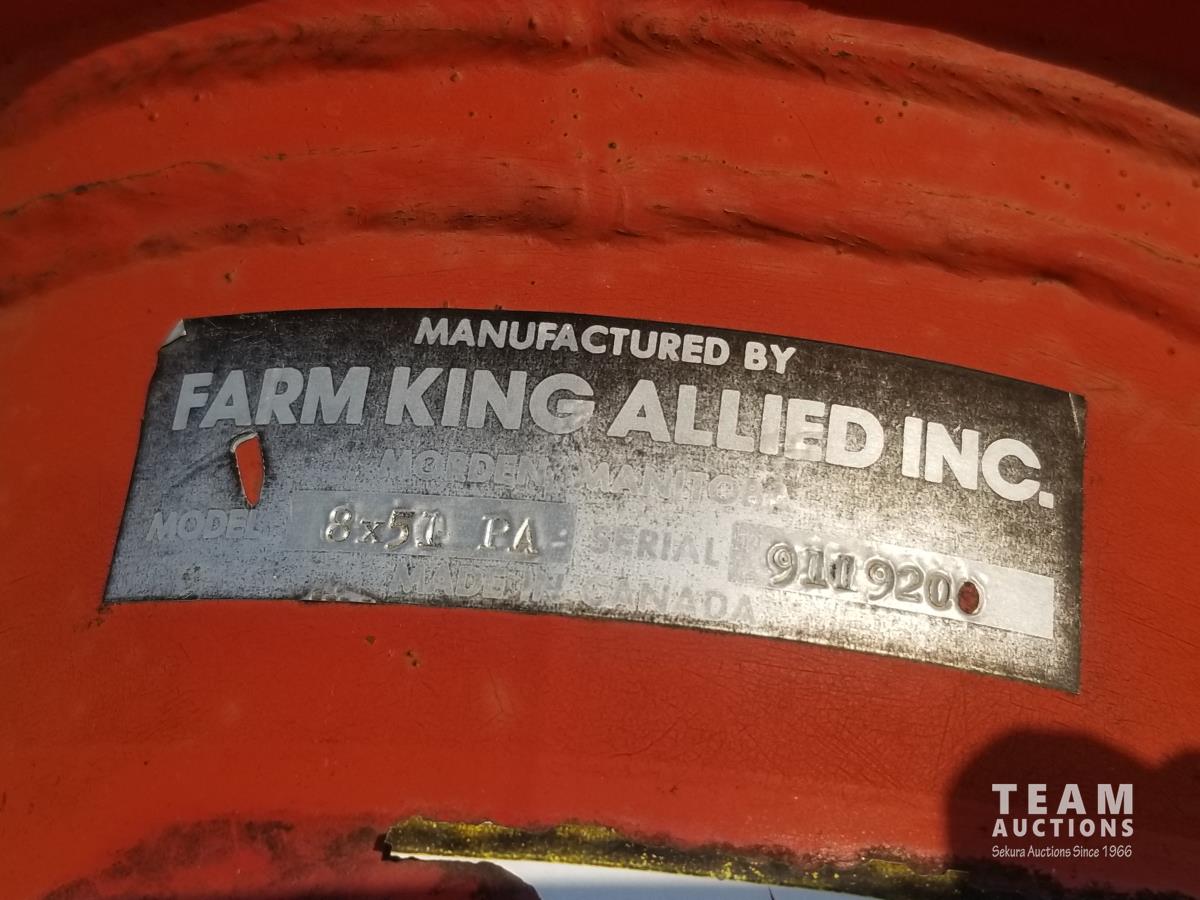 MANUFACTURED BY
FARM KING ALLIED INC.
MORDEN, MANITOBA
MODEL 8x51 PA SERIAL 9119200
MADE IN CANADA
TEAM
AUCTIONS
Sekura Auctions Since 1966